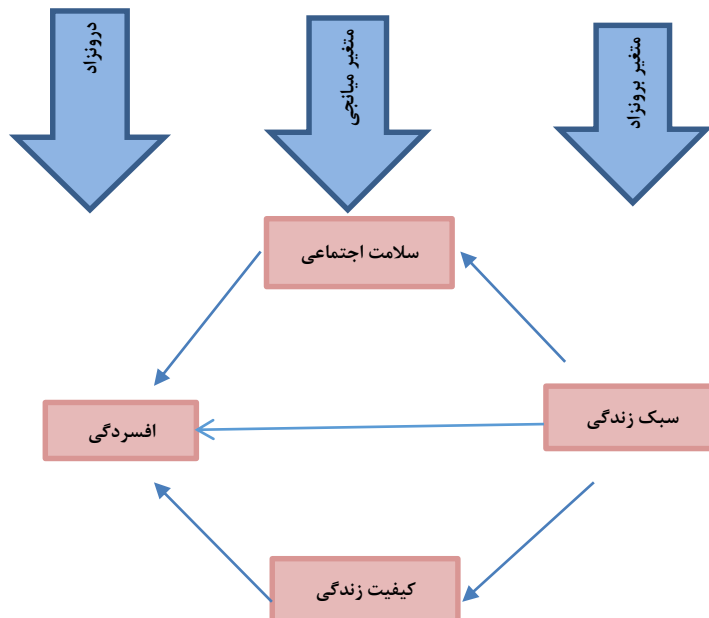 متغیر برونزاد
متغیر میانجی
درونزاد
سلامت اجتماعی
سبک زندگی
افسردگی
کیفیت زندگی